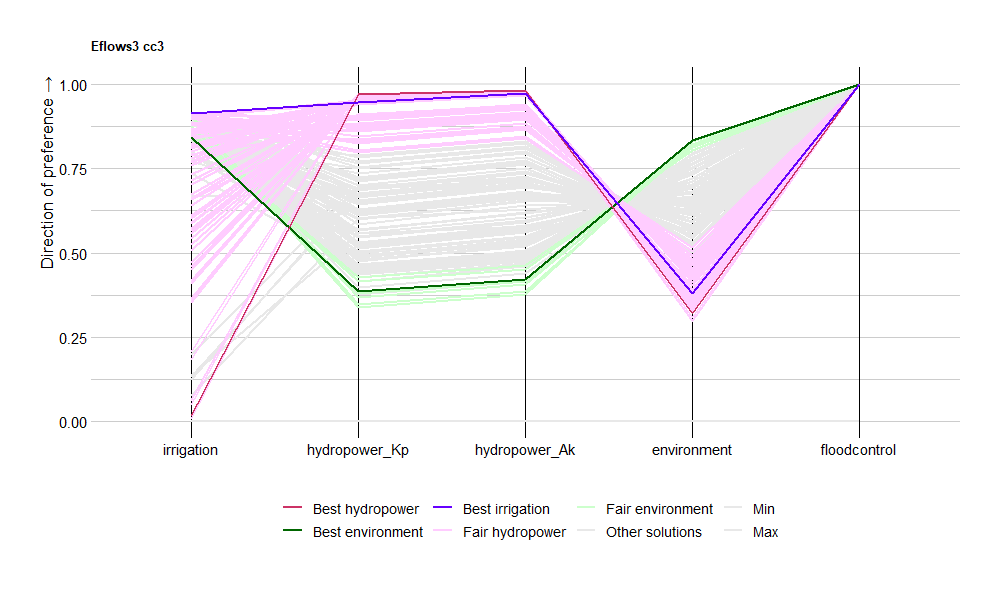 Eflows3 cc3
Direction of preference →
1.00
0.75
0.50
0.25
0.00
irrigation hydropower_Kp hydropower_Ak environment floodcontrol
Best hydropower Best irrigation Fair environment Min
Best environment Fair hydropower Other solutions Max